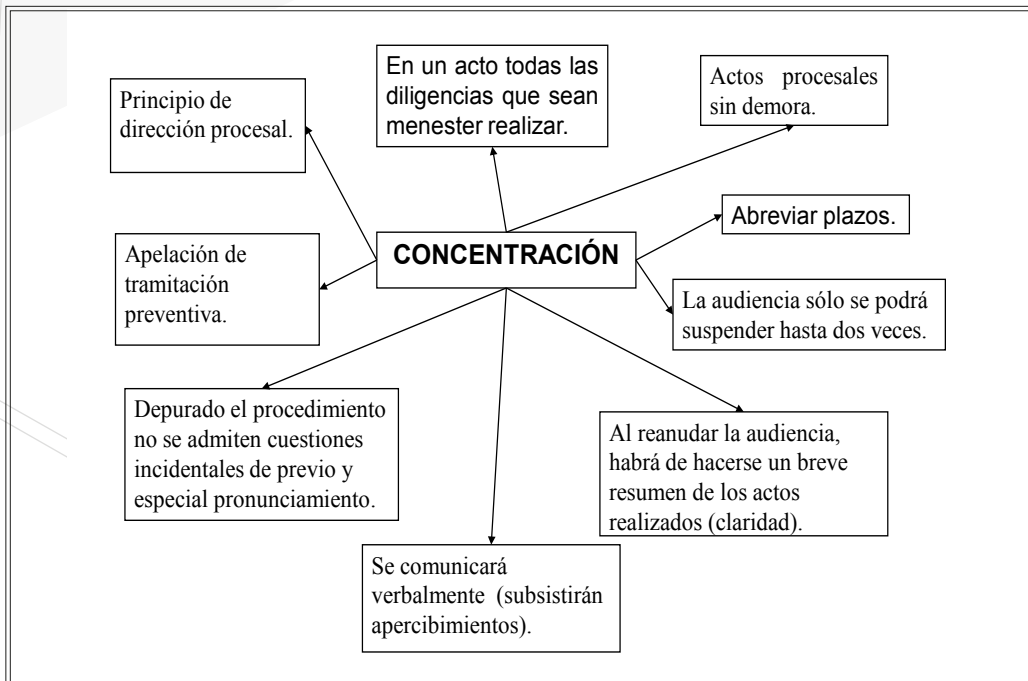 Principio de
dirección procesal.
En un acto todas las
diligencias que sean
menester realizar.
Actos procesales
sin demora.
Abreviar plazos.
CONCENTRACIÓN
Apelación de
tramitación
preventiva.
La audiencia sólo se podrá
suspender hasta dos veces.
Depurado el procedimiento
no se admiten cuestiones
incidentales de previo y
especial pronunciamiento.
Al reanudar la audiencia,
habrá de hacerse un breve
resumen de los actos
realizados (claridad).
Se comunicará
verbalmente (subsistirán
apercibimientos).